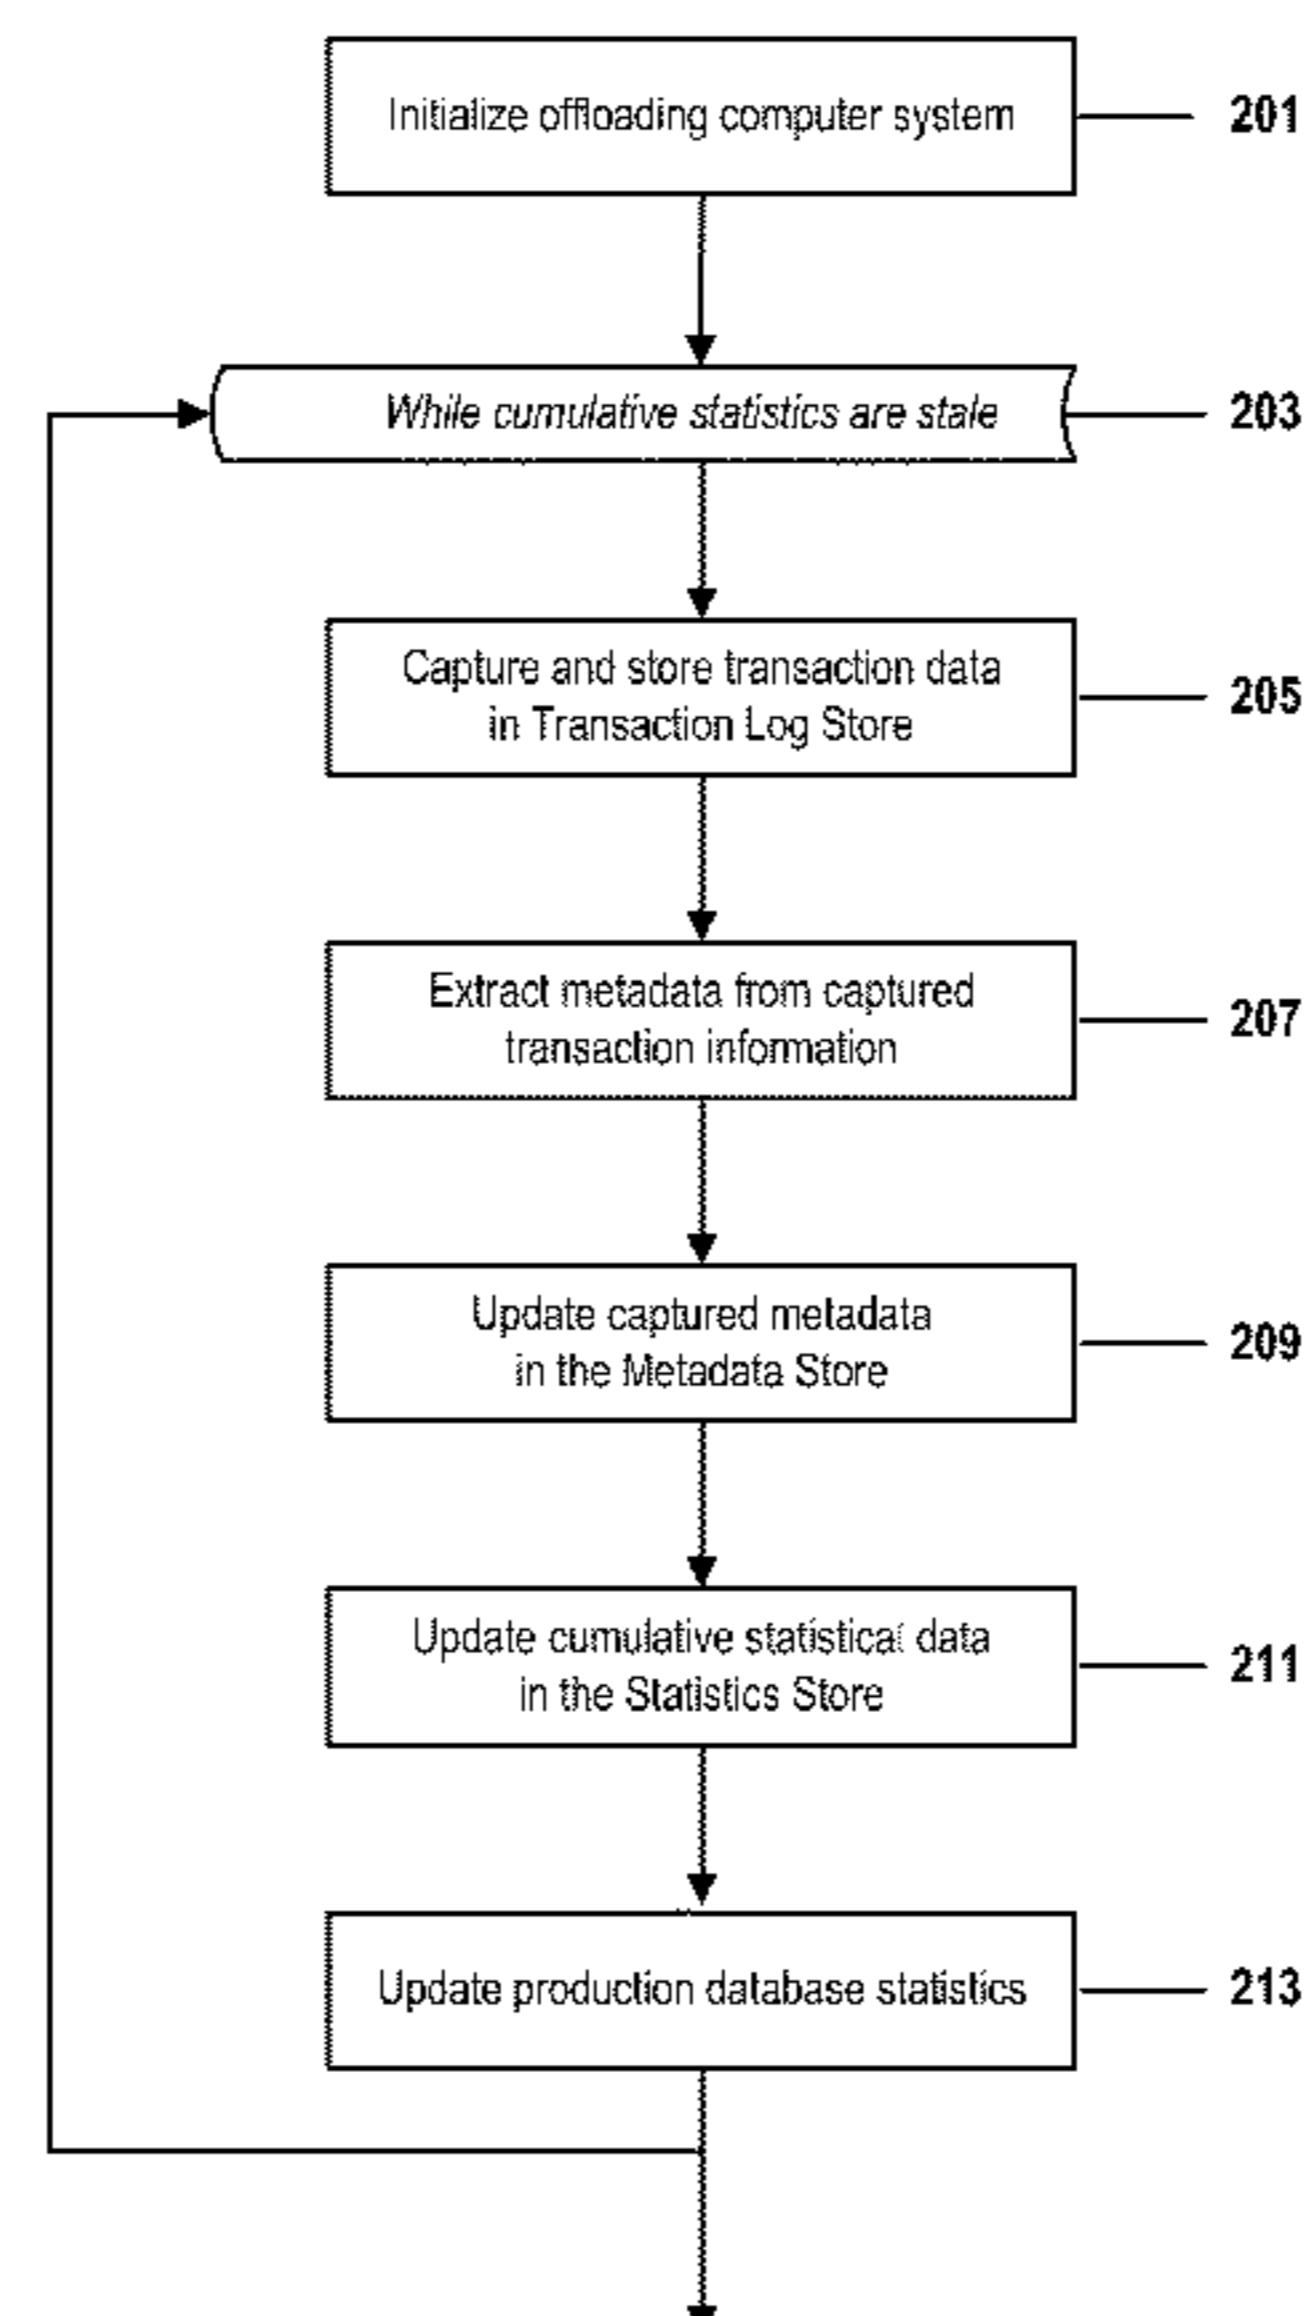 Initialize offloading computer system
201
While cumulative statistics are stale
203
Capture and store transaction data
in Transaction Log Store
205
Extract metadata from captured
transaction information
207
Update captured metadata
in the Metadata Store
209
Update cumulative statistical data
in the Statistics Store
211
Update production database statistics
213